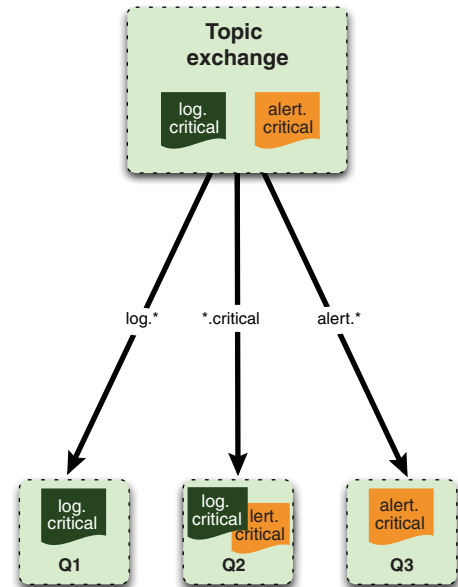 Topic
exchange
log.
critical
alert.
critical
log.*
*.critical
alert.*
log.
critical
Q1
log.
critical
lert.
critical
Q2
alert.
critical
Q3